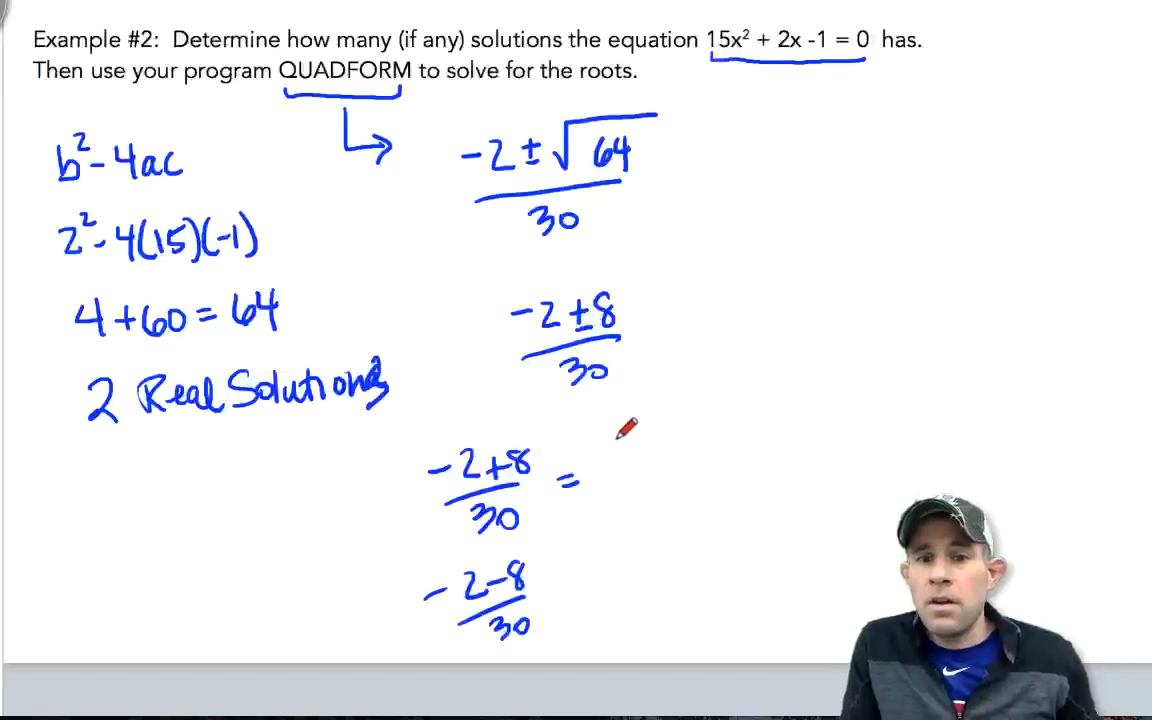 Example #2: Determine how many (if any) solutions the equation 15x² + 2x -1 = 0 has.
Then use your program QUADFORM to solve for the roots.
b² - 4ac
2² - 4(15)(-1)
4 + 60 = 64
2 Real Solutions
-2 ± √64
30
-2 ± 8
30
-2 + 8 =
30
-2 - 8
30